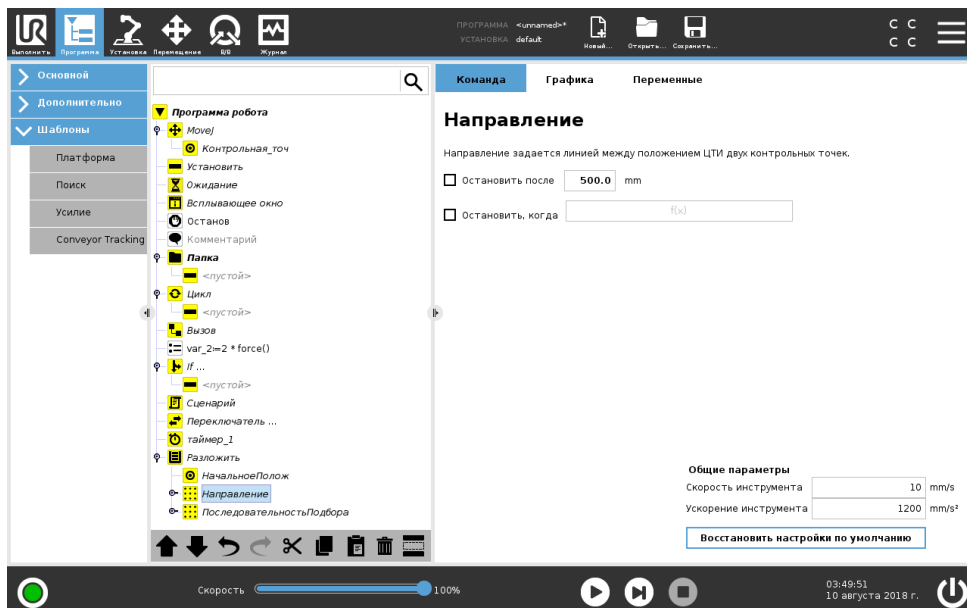 UR
ПРОГРАММА <unnamed>*
УСТАНОВКА default
Выполнить
Программа
Установка
Перемещение
В/В
Журнал
Новый...
Открыть...
Сохранить...
C C
C C
Основной
Дополнительно
Шаблоны
Платформа
Поиск
Усилие
Conveyor Tracking
Программа робота
MoveJ
Контрольная_точ
Установить
Ожидание
Всплывающее окно
Останов
Комментарий
Папка
<пустой>
Цикл
<пустой>
Вызов
var_2≔2 * force()
If ...
<пустой>
Сценарий
Переключатель ...
таймер_1
Разложить
НачальноеПолож
Направление
ПоследовательностьПодбора
Команда
Графика
Переменные
Направление
Направление задается линией между положением ЦТИ двух контрольных точек.
Остановить после 500.0 mm
Остановить, когда f(x)
Общие параметры
Скорость инструмента 10 mm/s
Ускорение инструмента 1200 mm/s²
Восстановить настройки по умолчанию
Скорость 100%
03:49:51
10 августа 2018 г.